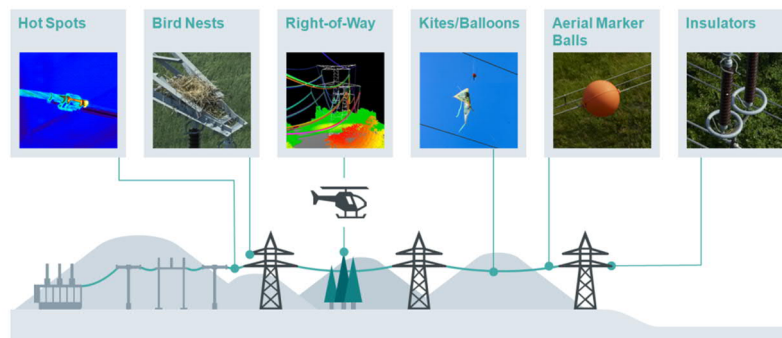 Hot Spots
Bird Nests
Right-of-Way
Kites/Balloons
Aerial Marker
Balls
Insulators